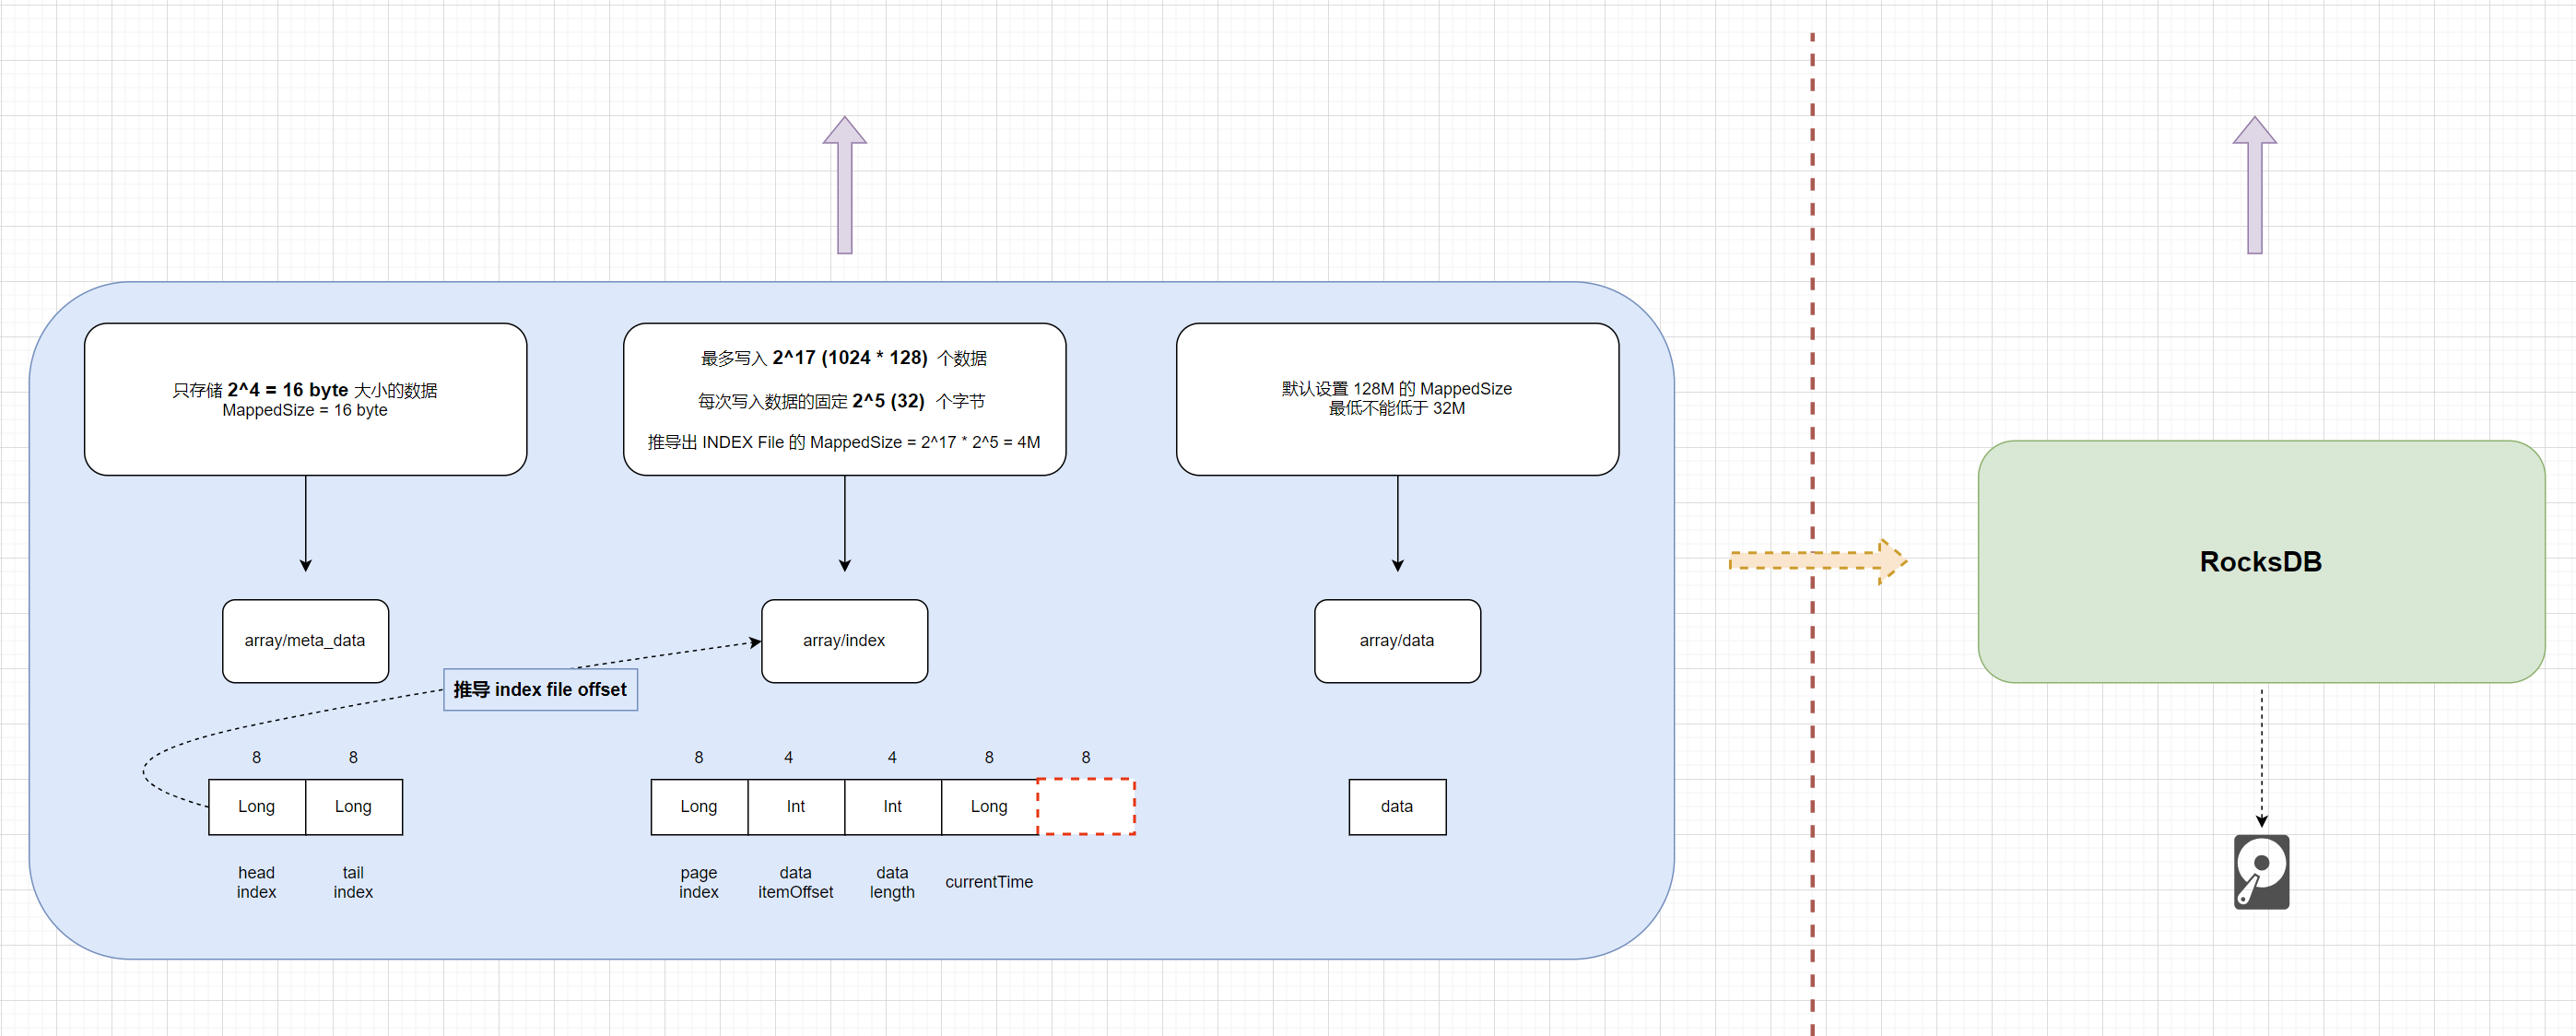 只存储 2^4 = 16 byte 大小的数据
MappedSize = 16 byte
最多写入 2^17 (1024 * 128) 个数据
每次写入数据的固定 2^5 (32) 个字节
推导出 INDEX File 的 MappedSize = 2^17 * 2^5 = 4M
默认设置 128M 的 MappedSize
最低不能低于 32M
array/meta_data
array/index
array/data
推导 index file offset
8 8
Long Long
head index
tail index
8 4 4 8 8
Long Int Int Long
page index
data itemOffset
data length
currentTime
data
RocksDB